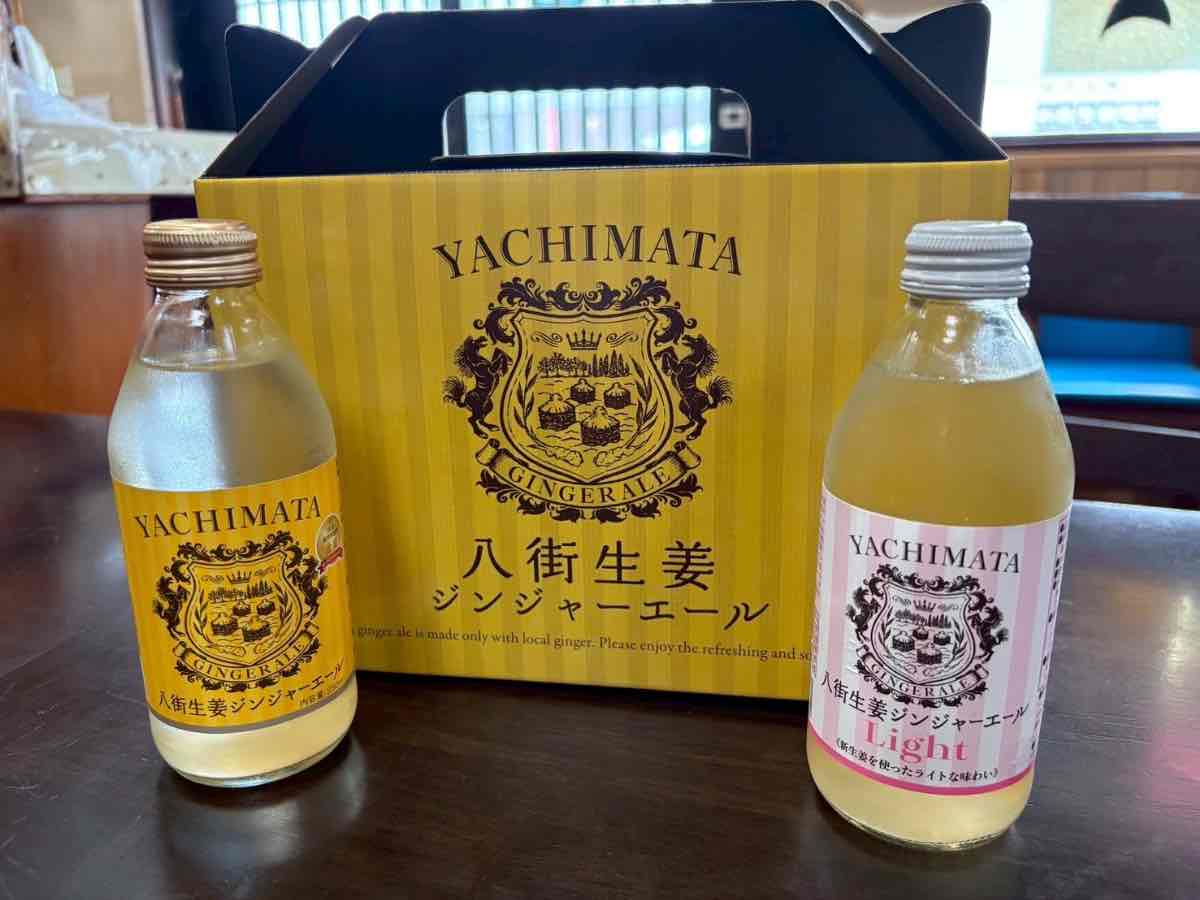 YACHIMATA
GINGERALE
八街生姜
ジンジャーエール
ginger ale is made only with local ginger. Please enjoy the refreshing and
YACHIMATA
GINGERALE
八街生姜ジンジャーエール
内容量
YACHIMATA
GINGERALE
八街生姜ジンジャーエール
Light
《新生姜を使ったライトな味わい》